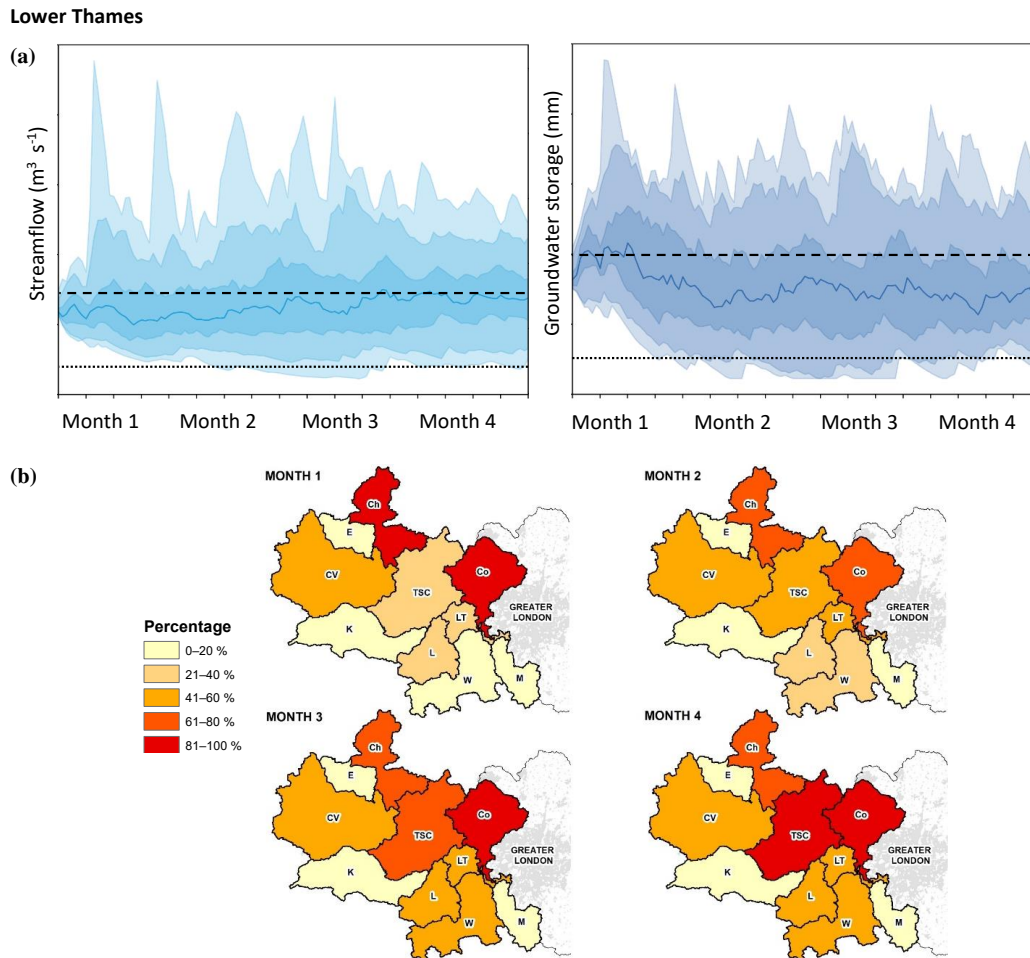 Lower Thames
(a)
Streamflow (m³ s⁻¹)
Month 1 Month 2 Month 3 Month 4
Groundwater storage (mm)
Month 1 Month 2 Month 3 Month 4
(b)
Percentage
0–20 %
21–40 %
41–60 %
61–80 %
81–100 %
MONTH 1
Ch
E
CV
Co
TSC
GREATER
LONDON
LT
K
L
W
M
MONTH 2
Ch
E
CV
Co
TSC
GREATER
LONDON
LT
K
L
W
M
MONTH 3
Ch
E
CV
Co
TSC
GREATER
LONDON
LT
K
L
W
M
MONTH 4
Ch
E
CV
Co
TSC
GREATER
LONDON
LT
K
L
W
M